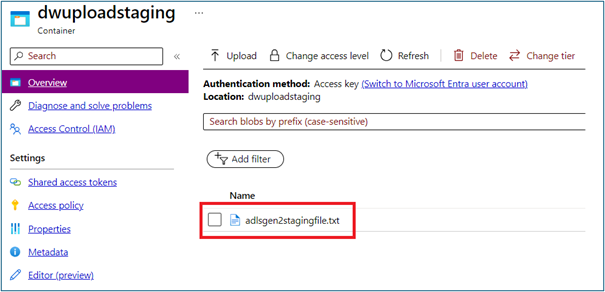 dwuploadstaging ...
Container
Search «
Overview
Diagnose and solve problems
Access Control (IAM)
Settings
Shared access tokens
Access policy
Properties
Metadata
Editor (preview)
Upload Change access level Refresh Delete Change tier
Authentication method: Access key (Switch to Microsoft Entra user account)
Location: dwuploadstaging
Search blobs by prefix (case-sensitive)
Add filter
Name
adlsgen2stagingfile.txt